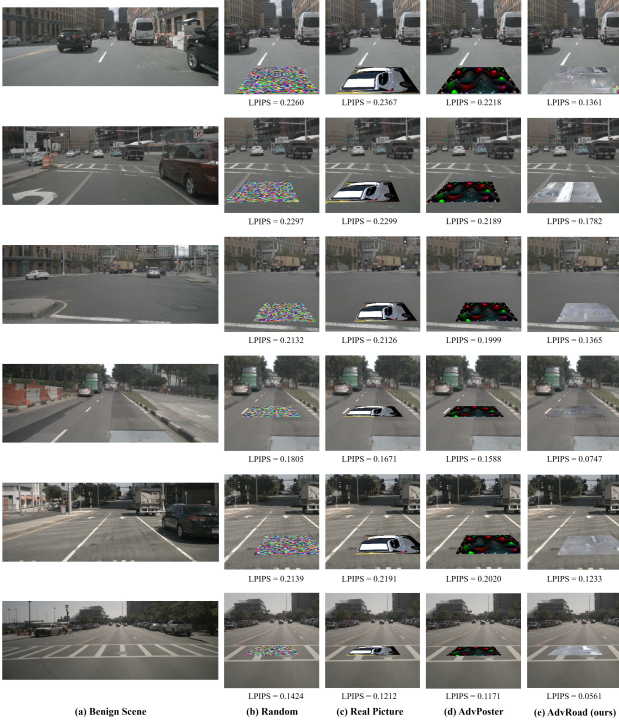 LPIPS = 0.2260 LPIPS = 0.2367 LPIPS = 0.2218 LPIPS = 0.1361
LPIPS = 0.2297 LPIPS = 0.2299 LPIPS = 0.2189 LPIPS = 0.1782
LPIPS = 0.2132 LPIPS = 0.2126 LPIPS = 0.1999 LPIPS = 0.1365
LPIPS = 0.1805 LPIPS = 0.1671 LPIPS = 0.1588 LPIPS = 0.0747
LPIPS = 0.2139 LPIPS = 0.2191 LPIPS = 0.2020 LPIPS = 0.1233
LPIPS = 0.1424 LPIPS = 0.1212 LPIPS = 0.1171 LPIPS = 0.0561
(a) Benign Scene (b) Random (c) Real Picture (d) AdvPoster (e) AdvRoad (ours)